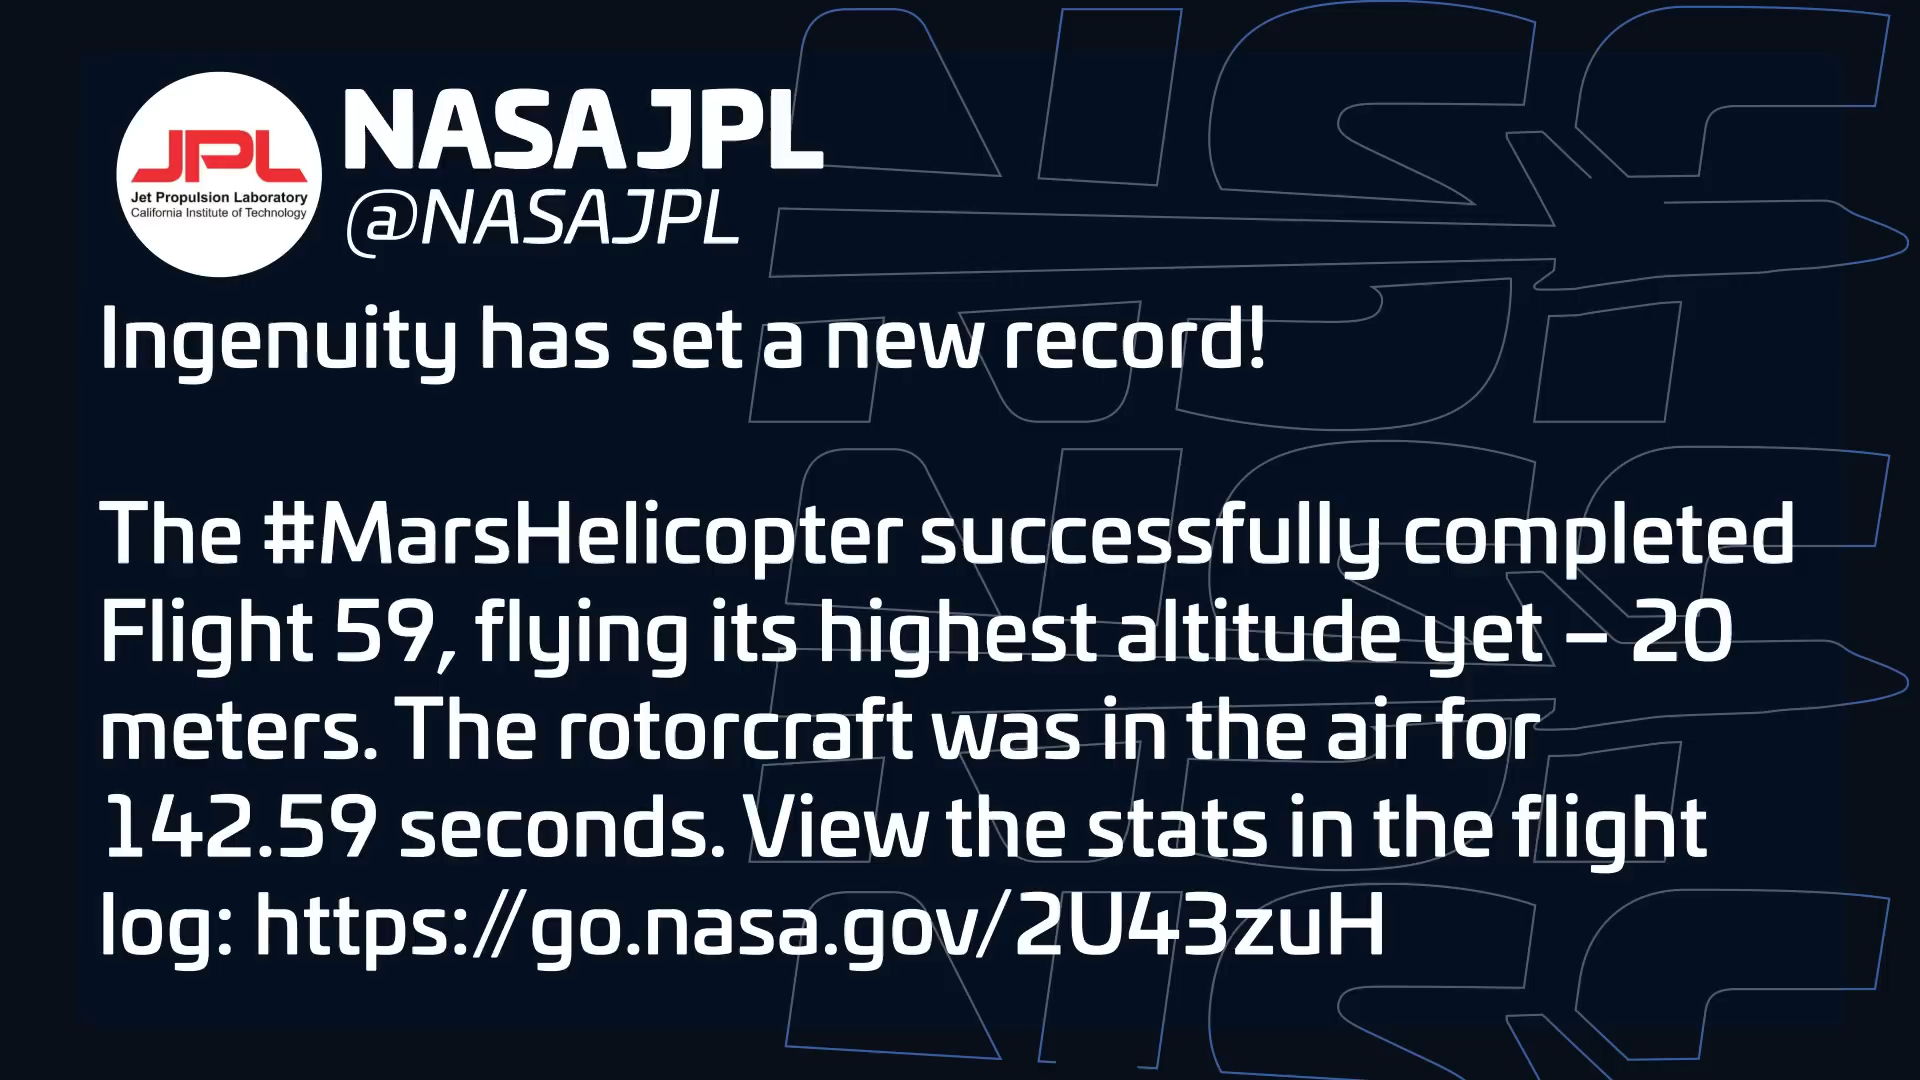 JPL
Jet Propulsion Laboratory
California Institute of Technology
NASA JPL
@NASAJPL
Ingenuity has set a new record!
The #MarsHelicopter successfully completed
Flight 59, flying its highest altitude yet – 20
meters. The rotorcraft was in the air for
142.59 seconds. View the stats in the flight
log: https://go.nasa.gov/2U43zuH